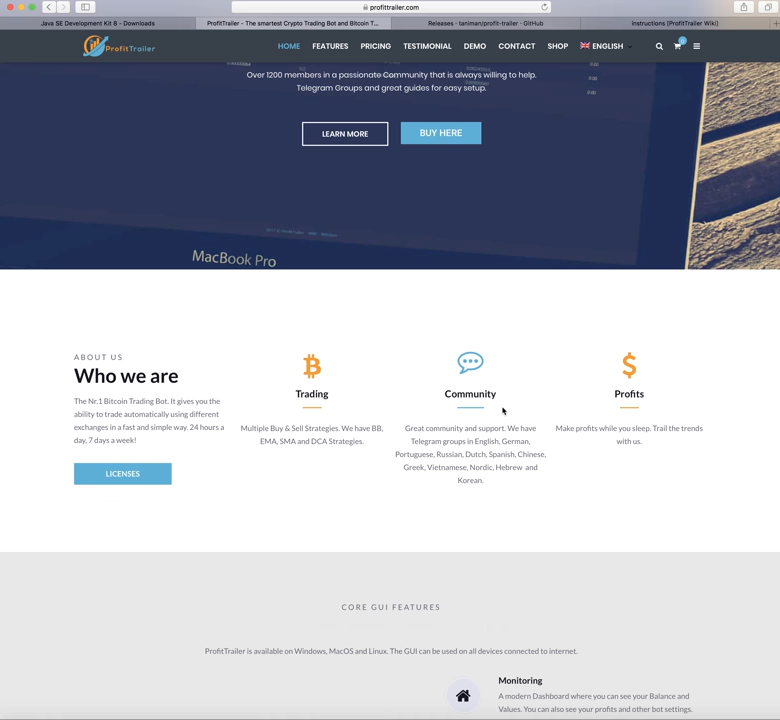 profittrailer.com
Java SE Development Kit 8 - Downloads
ProfitTrailer - The smartest Crypto Trading Bot and Bitcoin T...
Releases · taniman/profit-trailer · GitHub
instructions [ProfitTrailer Wiki]
ProfitTrailer
HOME
FEATURES
PRICING
TESTIMONIAL
DEMO
CONTACT
SHOP
ENGLISH
0
Over 1200 members in a passionate Community that is always willing to help.
Telegram Groups and great guides for easy setup.
LEARN MORE
BUY HERE
MacBook Pro
ABOUT US
Who we are
The Nr.1 Bitcoin Trading Bot. It gives you the
ability to trade automatically using different
exchanges in a fast and simple way. 24 hours a
day, 7 days a week!
LICENSES
Trading
Multiple Buy & Sell Strategies. We have BB,
EMA, SMA and DCA Strategies.
Community
Great community and support. We have
Telegram groups in English, German,
Portuguese, Russian, Dutch, Spanish, Chinese,
Greek, Vietnamese, Nordic, Hebrew and
Korean.
Profits
Make profits while you sleep. Trail the trends
with us.
CORE GUI FEATURES
ProfitTrailer is available on Windows, MacOS and Linux. The GUI can be used on all devices connected to internet.
Monitoring
A modern Dashboard where you can see your Balance and
Values. You can also see your profits and other bot settings.